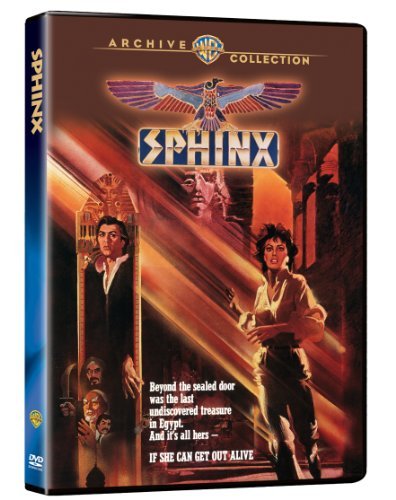 SPHINX
DVD
ARCHIVE WB COLLECTION
SPHINX
Beyond the sealed door
was the last
undiscovered treasure
in Egypt.
And it's all hers –
IF SHE CAN GET OUT ALIVE